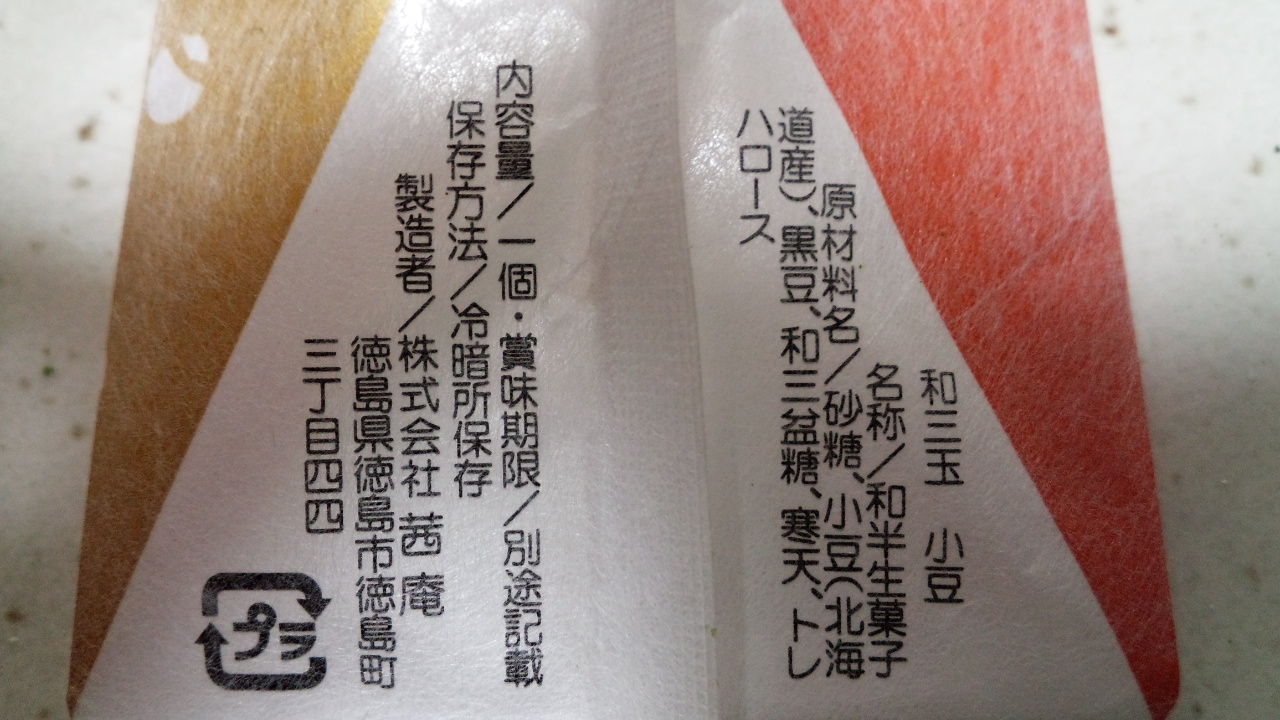 和三玉　小豆
名称／和半生菓子
原材料名／砂糖、小豆(北海
道産)、黒豆、和三盆糖、寒天、トレ
ハロース
内容量／一個・賞味期限／別途記載
保存方法／冷暗所保存
製造者／株式会社 茜 庵
徳島県徳島市徳島町
三丁目四四
プラ